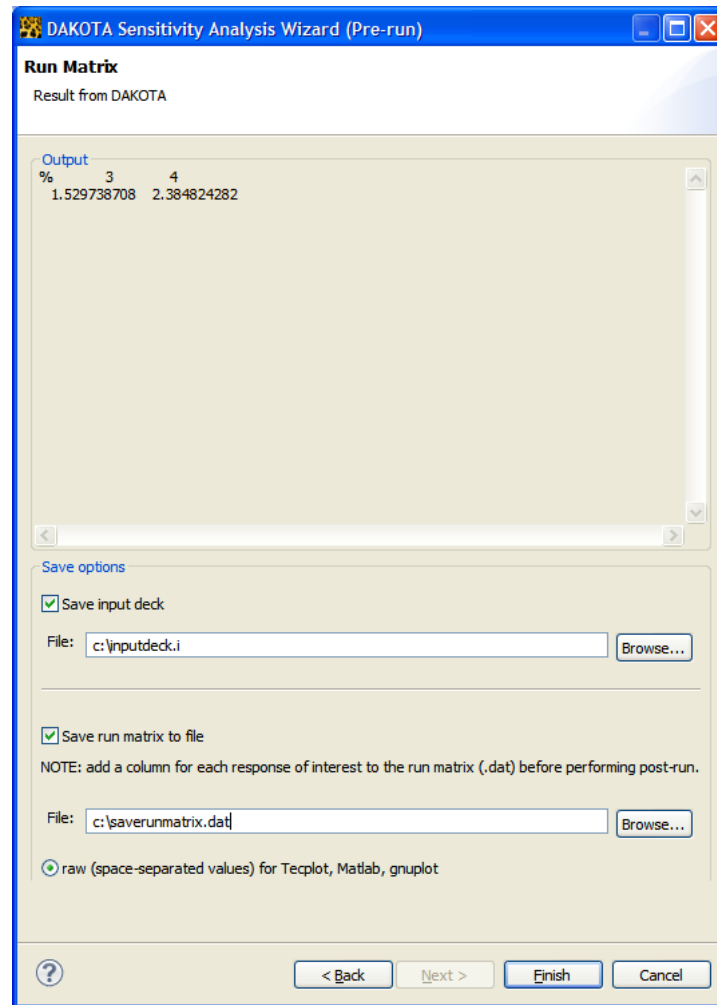 DAKOTA Sensitivity Analysis Wizard (Pre-run)
Run Matrix
Result from DAKOTA
Output
% 3 4
1.529738708 2.384824282
Save options
Save input deck
File: c:\inputdeck.i Browse...
Save run matrix to file
NOTE: add a column for each response of interest to the run matrix (.dat) before performing post-run.
File: c:\saverunmatrix.dat Browse...
raw (space-separated values) for Tecplot, Matlab, gnuplot
? < Back Next > Finish Cancel